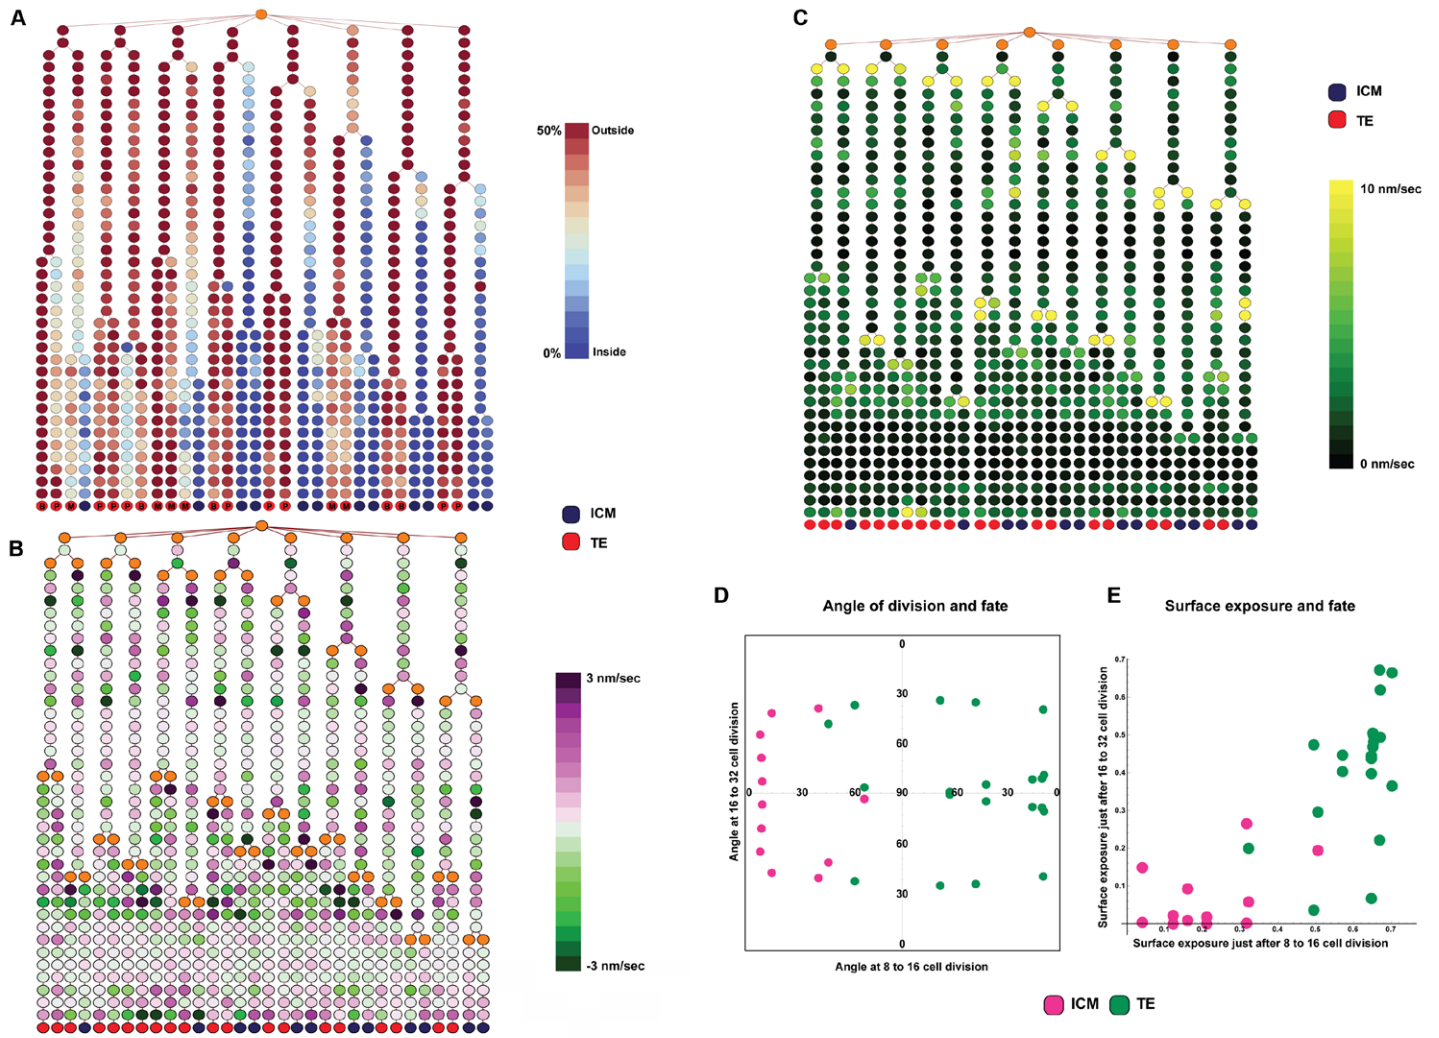 A
50%
Outside
0%
Inside
B P M P P P B M M M B P P P M M B B P P
ICM
TE
B
3 nm/sec
-3 nm/sec
C
ICM
TE
10 nm/sec
0 nm/sec
D
Angle of division and fate
0
30
60
0 30 60 90 60 30 0
60
30
0
Angle at 16 to 32 cell division
Angle at 8 to 16 cell division
E
Surface exposure and fate
0.7
0.6
0.5
0.4
0.3
0.2
0.1
0.1 0.2 0.3 0.4 0.5 0.6 0.7
Surface exposure just after 16 to 32 cell division
Surface exposure just after 8 to 16 cell division
ICM TE